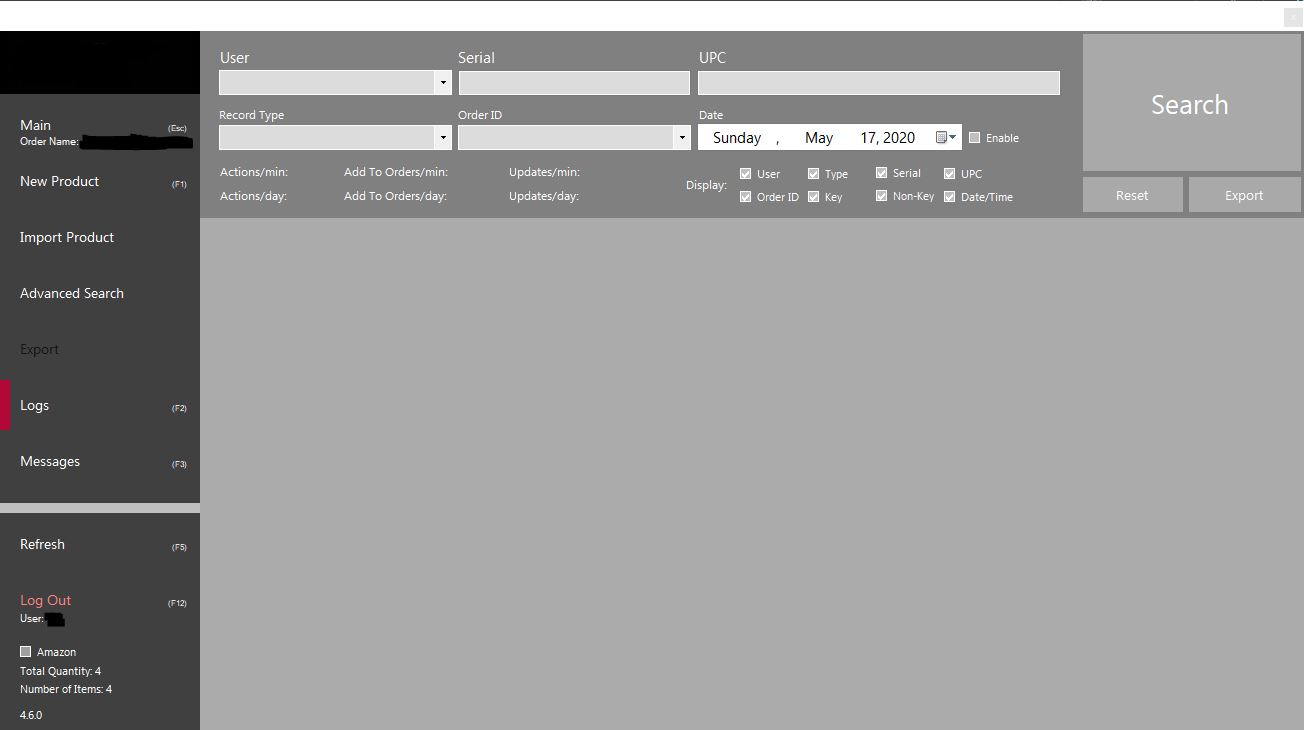 Main (Esc)
Order Name:
New Product (F1)
Import Product
Advanced Search
Export
Logs (F2)
Messages (F3)
Refresh (F5)
Log Out (F12)
User:
Amazon
Total Quantity: 4
Number of Items: 4
4.6.0
User Serial UPC
Record Type Order ID Date
Sunday , May 17, 2020 Enable
Actions/min: Add To Orders/min: Updates/min:
Actions/day: Add To Orders/day: Updates/day:
Display:
User Type Serial UPC
Order ID Key Non-Key Date/Time
Search
Reset Export